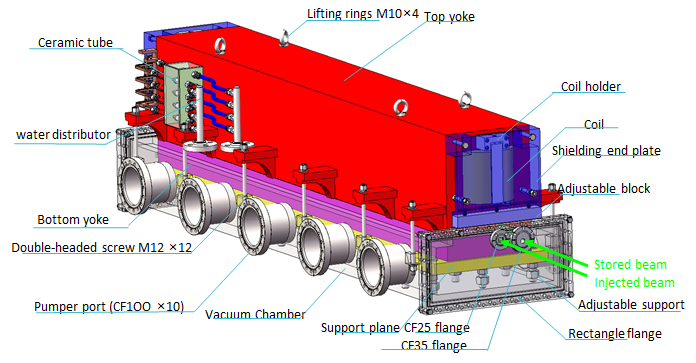 Lifting rings M10×4
Top yoke
Ceramic tube
Coil holder
Coil
water distributor
Shielding end plate
Adjustable block
Bottom yoke
Double-headed screw M12 ×12
Stored beam
Injected beam
Pumper port (CF1OO ×10)
Vacuum Chamber
Adjustable support
Support plane CF25 flange
Rectangle flange
CF35 flange